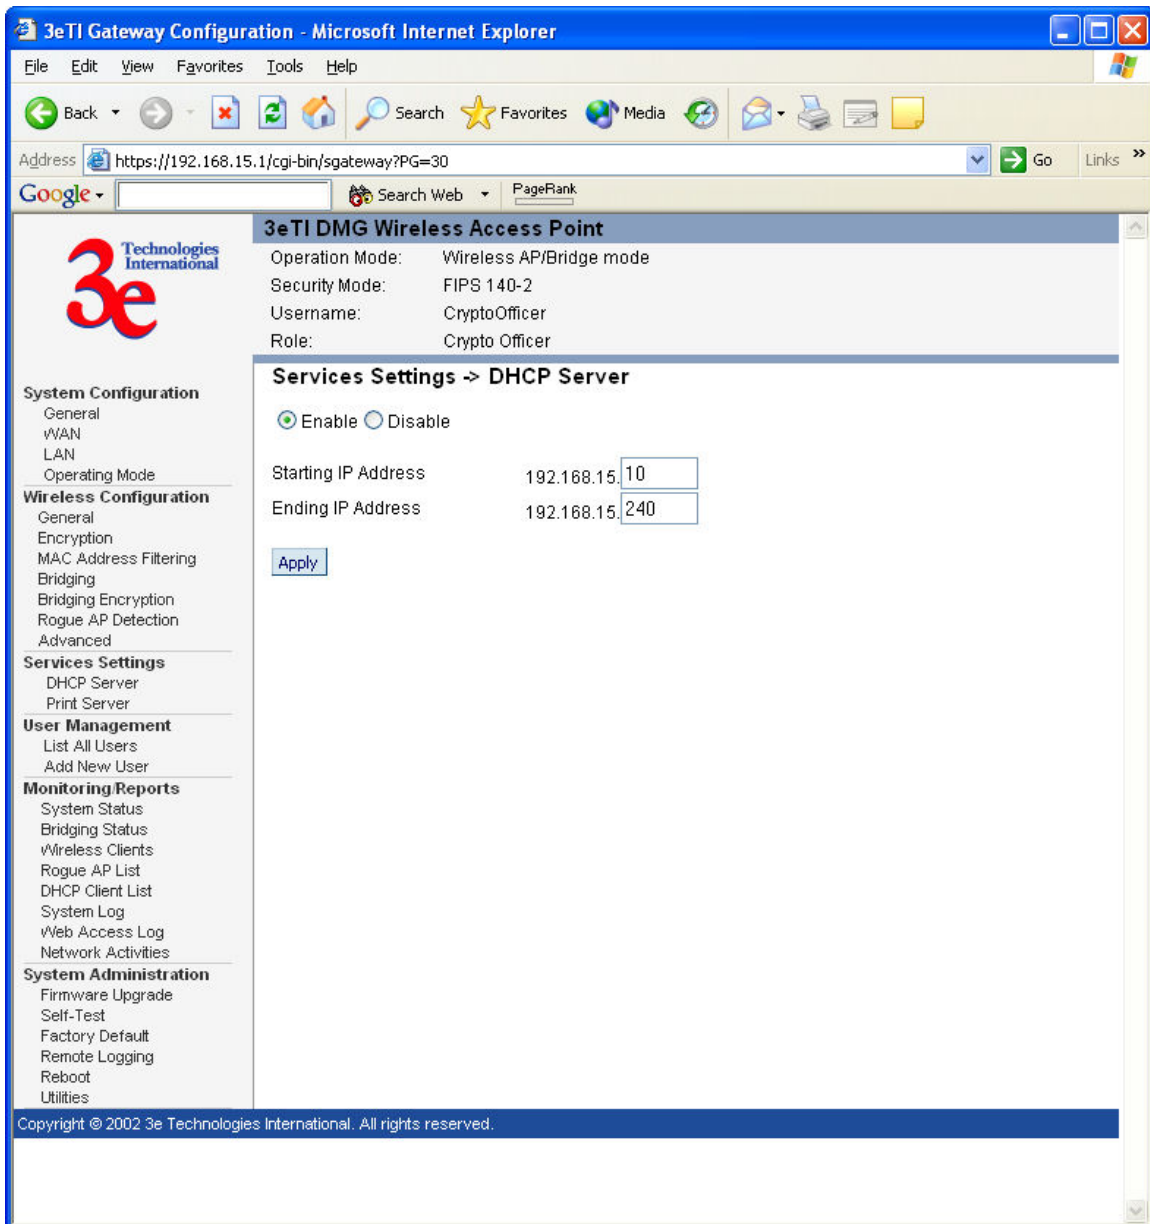 3eTI Gateway Configuration - Microsoft Internet Explorer
File Edit View Favorites Tools Help
Back Search Favorites Media
Address https://192.168.15.1/cgi-bin/sgateway?PG=30 Go Links »
Google Search Web PageRank
3e Technologies International
3eTI DMG Wireless Access Point
Operation Mode: Wireless AP/Bridge mode
Security Mode: FIPS 140-2
Username: CryptoOfficer
Role: Crypto Officer
System Configuration
General
WAN
LAN
Operating Mode
Wireless Configuration
General
Encryption
MAC Address Filtering
Bridging
Bridging Encryption
Rogue AP Detection
Advanced
Services Settings
DHCP Server
Print Server
User Management
List All Users
Add New User
Monitoring/Reports
System Status
Bridging Status
Wireless Clients
Rogue AP List
DHCP Client List
System Log
Web Access Log
Network Activities
System Administration
Firmware Upgrade
Self-Test
Factory Default
Remote Logging
Reboot
Utilities
Services Settings -> DHCP Server
Enable Disable
Starting IP Address 192.168.15. 10
Ending IP Address 192.168.15. 240
Apply
Copyright © 2002 3e Technologies International. All rights reserved.